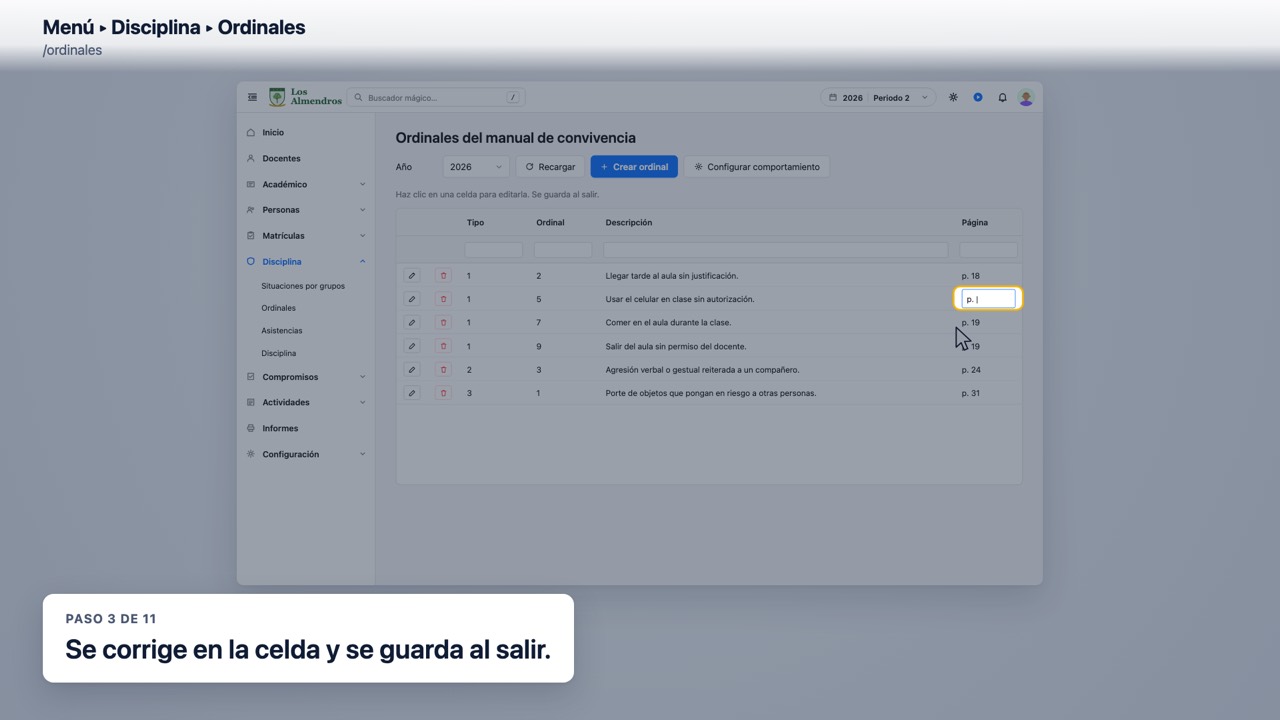 Menú ▸ Disciplina ▸ Ordinales
/ordinales
Los Almendros
Buscador mágico...
/
2026 Periodo 2
Inicio
Docentes
Académico
Personas
Matrículas
Disciplina
Situaciones por grupos
Ordinales
Asistencias
Disciplina
Compromisos
Actividades
Informes
Configuración
Ordinales del manual de convivencia
Año 2026 Recargar + Crear ordinal Configurar comportamiento
Haz clic en una celda para editarla. Se guarda al salir.
Tipo Ordinal Descripción Página
1 2 Llegar tarde al aula sin justificación. p. 18
1 5 Usar el celular en clase sin autorización. p.
1 7 Comer en el aula durante la clase. p. 19
1 9 Salir del aula sin permiso del docente. 19
2 3 Agresión verbal o gestual reiterada a un compañero. p. 24
3 1 Porte de objetos que pongan en riesgo a otras personas. p. 31
PASO 3 DE 11
Se corrige en la celda y se guarda al salir.